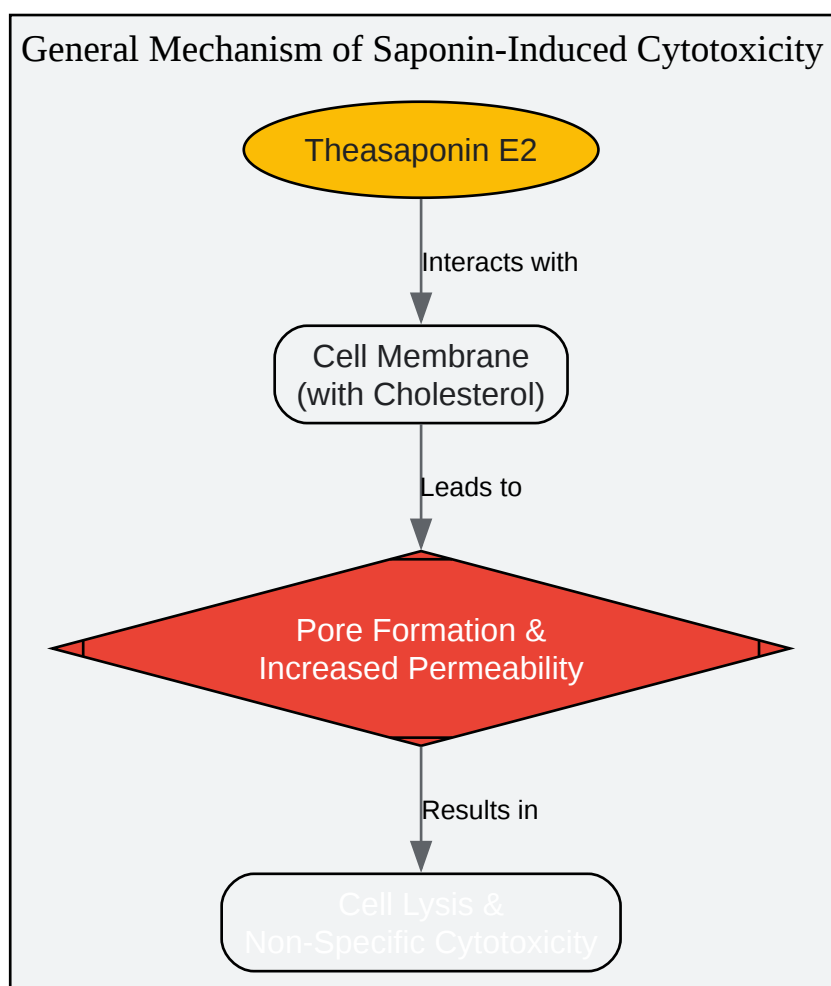 General Mechanism of Saponin-Induced Cytotoxicity
Theasaponin E2
Interacts with
Cell Membrane
(with Cholesterol)
Leads to
Pore Formation &
Increased Permeability
Results in
Cell Lysis &
Non-Specific Cytotoxicity